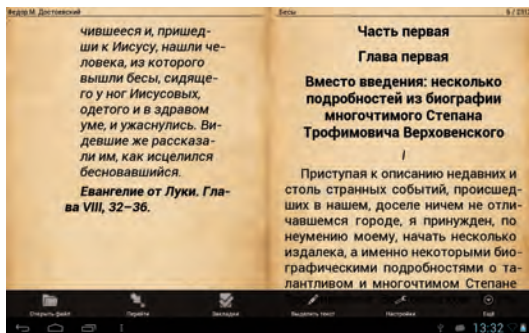 Федор М. Достоевский
чившееся и, пришед-
ши к Иисусу, нашли че-
ловека, из которого
вышли бесы, сидяще-
го у ног Иисусовых,
одетого и в здравом
уме, и ужаснулись. Ви-
девшие же рассказа-
ли им, как исцелился
бесновавшийся.
Евангелие от Луки. Гла-
ва VIII, 32–36.
Бесы
Часть первая
Глава первая
Вместо введения: несколько
подробностей из биографии
многочтимого Степана
Трофимовича Верховенского
I
Приступая к описанию недавних и
столь странных событий, происшед-
ших в нашем, доселе ничем не отли-
чавшемся городе, я принужден, по
неумению моему, начать несколько
издалека, а именно некоторыми био-
графическими подробностями о та-
лантливом и многочтимом Степане
Открыть файл
Перейти
Закладки
Выделить текст
Настройки
Ещё
13:32